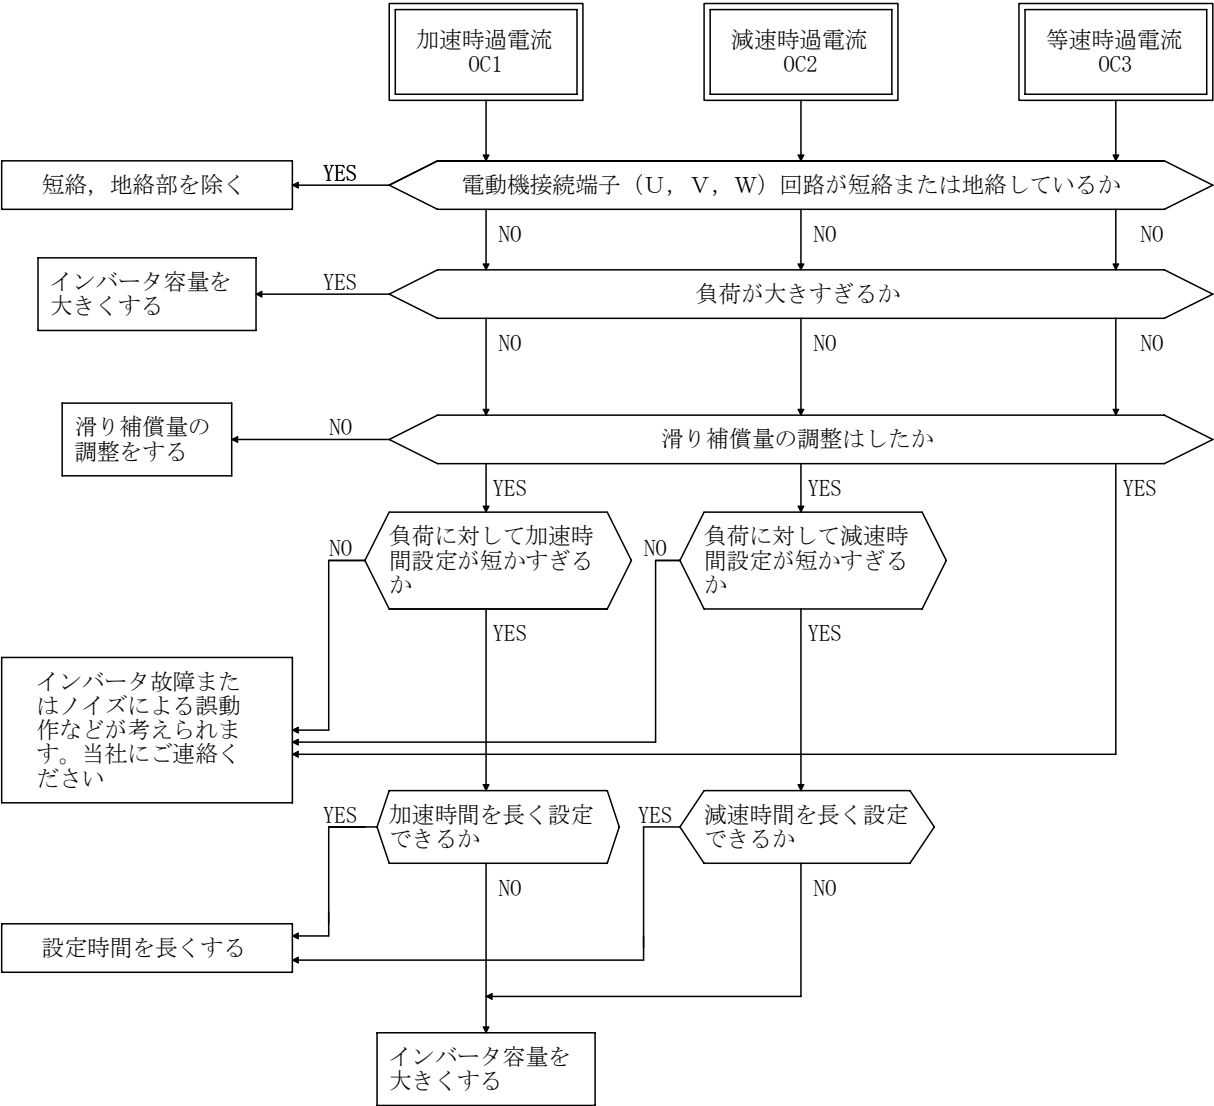 加速時過電流
OC1
減速時過電流
OC2
等速時過電流
OC3
短絡，地絡部を除く
YES
電動機接続端子（U，V，W）回路が短絡または地絡しているか
NO
NO
NO
インバータ容量を
大きくする
YES
負荷が大きすぎるか
NO
NO
NO
滑り補償量の
調整をする
NO
滑り補償量の調整はしたか
YES
YES
YES
NO
負荷に対して加速時
間設定が短かすぎる
か
NO
負荷に対して減速時
間設定が短かすぎる
か
YES
YES
インバータ故障また
はノイズによる誤動
作などが考えられま
す。当社にご連絡く
ださい
YES
加速時間を長く設定
できるか
YES
減速時間を長く設定
できるか
NO
NO
設定時間を長くする
インバータ容量を
大きくする